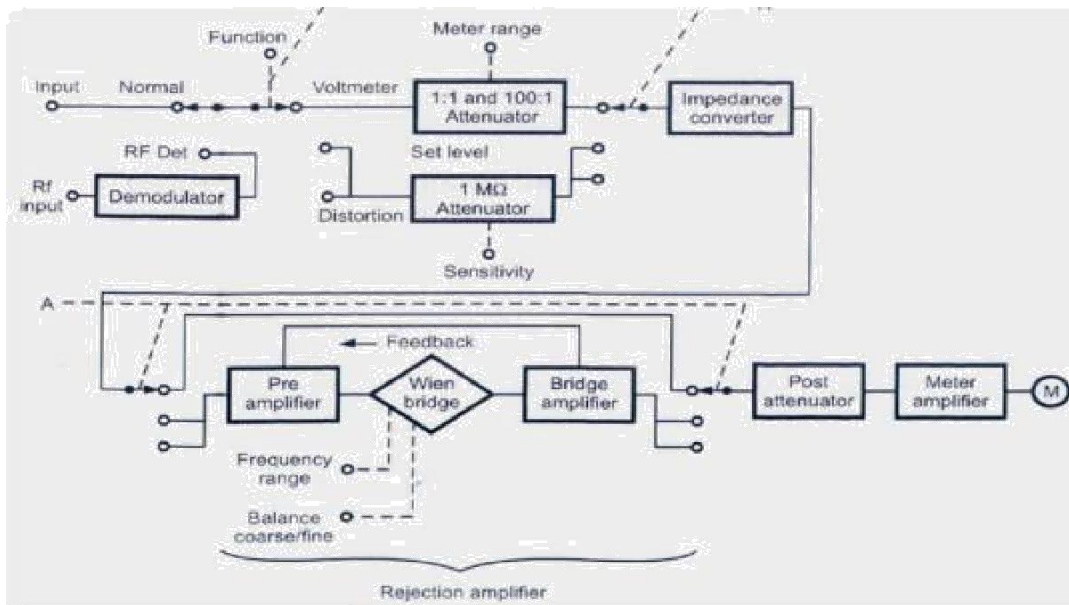 Function
Meter range
Input
Normal
Voltmeter
1:1 and 100:1
Attenuator
Impedance
converter
RF Det
Set level
Rf
input
Demodulator
Distortion
1 MΩ
Attenuator
Sensitivity
A
Feedback
Pre
amplifier
Wien
bridge
Bridge
amplifier
Post
attenuator
Meter
amplifier
M
Frequency
range
Balance
coarse/fine
Rejection amplifier